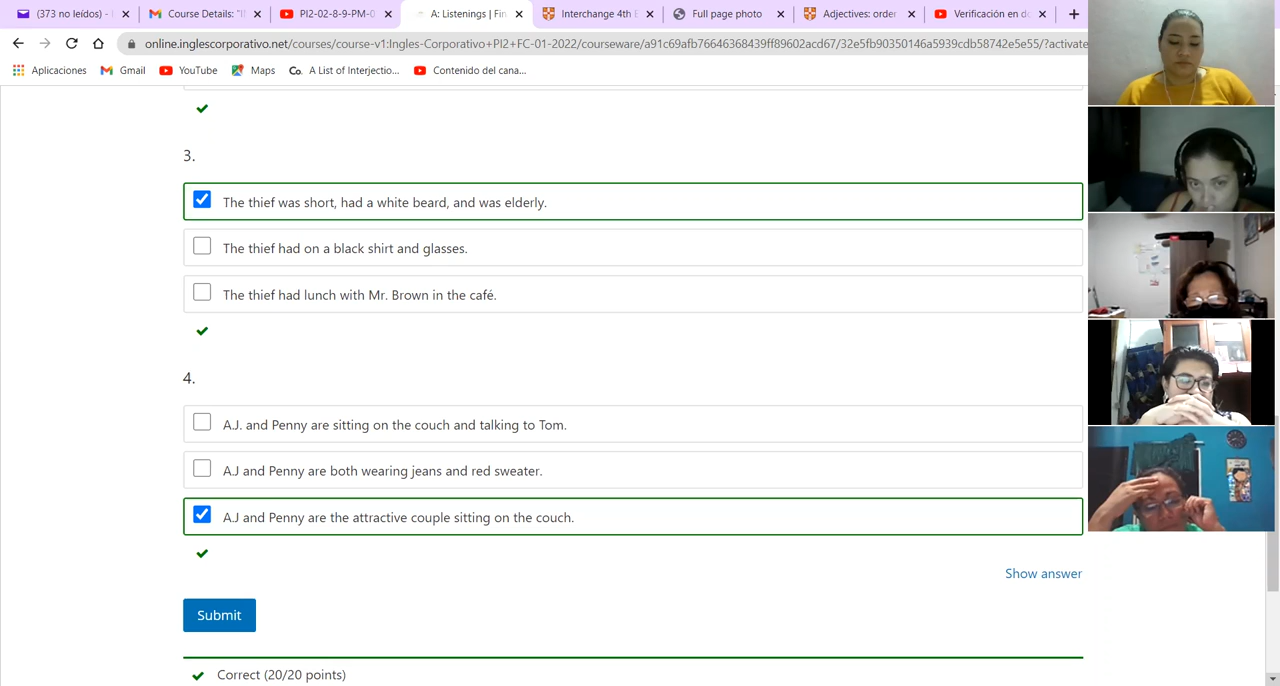 (373 no leídos) -
Course Details: "I
PI2-02-8-9-PM-0
A: Listenings | Fin
Interchange 4th E
Full page photo
Adjectives: order
Verificación en do
online.inglescorporativo.net/courses/course-v1:Ingles-Corporativo+PI2+FC-01-2022/courseware/a91c69afb76646368439ff89602acd67/32e5fb90350146a5939cdb58742e5e55/?activate
Aplicaciones
Gmail
YouTube
Maps
Co. A List of Interjectio...
Contenido del cana...
3.
The thief was short, had a white beard, and was elderly.
The thief had on a black shirt and glasses.
The thief had lunch with Mr. Brown in the café.
4.
A.J. and Penny are sitting on the couch and talking to Tom.
A.J and Penny are both wearing jeans and red sweater.
A.J and Penny are the attractive couple sitting on the couch.
Show answer
Submit
Correct (20/20 points)